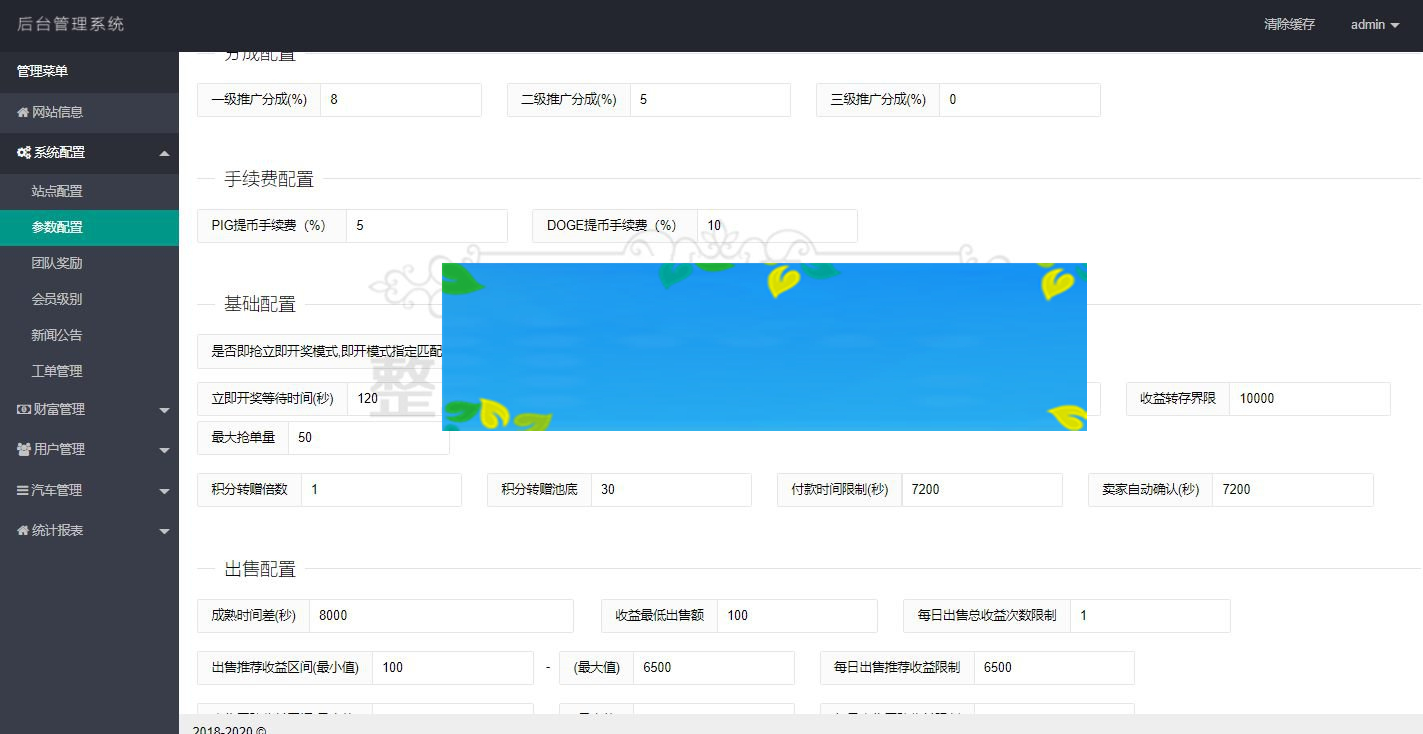 后台管理系统
清除缓存
admin
管理菜单
网站信息
系统配置
站点配置
参数配置
团队奖励
会员级别
新闻公告
工单管理
财富管理
用户管理
汽车管理
统计报表
分成配置
一级推广分成(%) 8 二级推广分成(%) 5 三级推广分成(%) 0
手续费配置
PIG提币手续费（%） 5 DOGE提币手续费（%） 10
基础配置
是否即抢立即开奖模式,即开模式指定匹配
整
立即开奖等待时间(秒) 120 收益转存界限 10000
最大抢单量 50
积分转赠倍数 1 积分转赠池底 30 付款时间限制(秒) 7200 卖家自动确认(秒) 7200
出售配置
成熟时间差(秒) 8000 收益最低出售额 100 每日出售总收益次数限制 1
出售推荐收益区间(最小值) 100 - (最大值) 6500 每日出售推荐收益限制 6500
2018-2020 ©